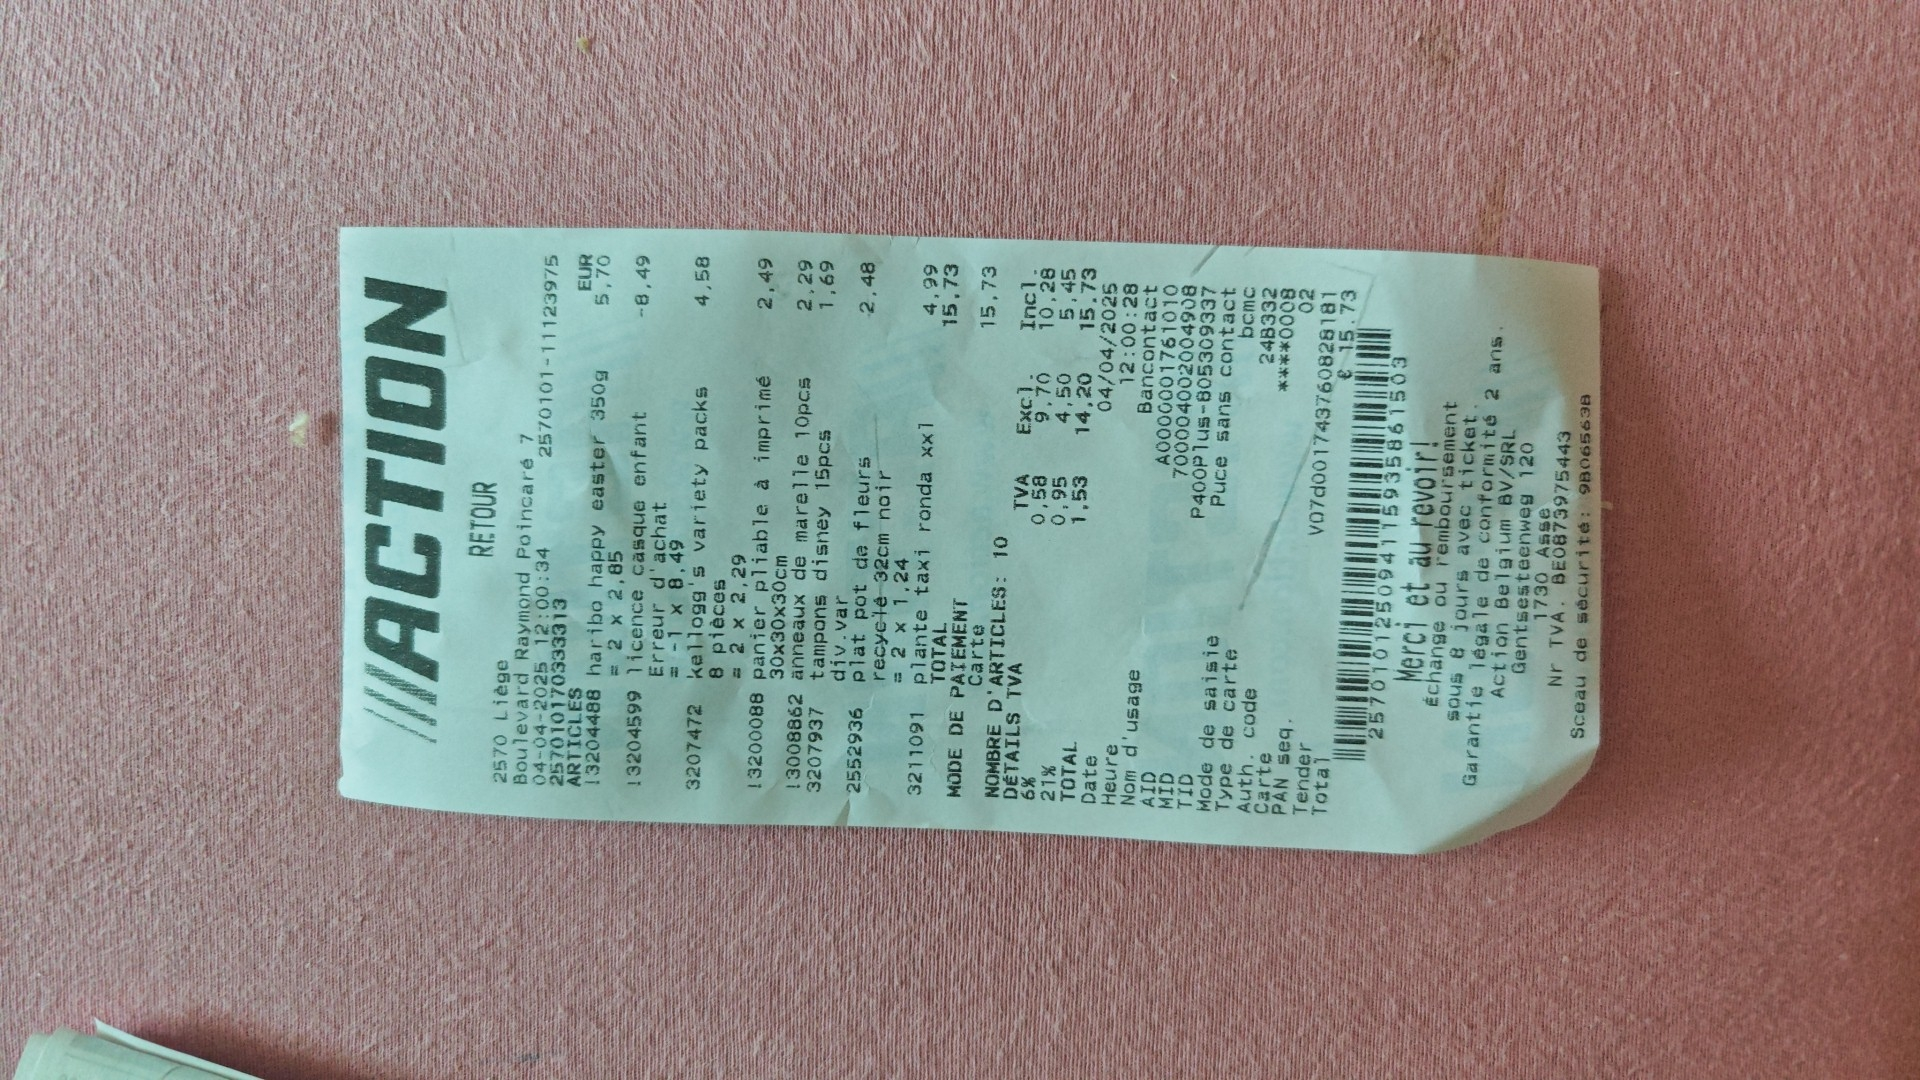 ///ACTION
RETOUR
2570 Liège
Boulevard Raymond Poincaré 7
04-04-2025 12:00:34 2570101-111123975
257010170333313
ARTICLES EUR
!3204488 haribo happy easter 350g 5,70
= 2 x 2,85
!3204599 licence casque enfant -8,49
Erreur d'achat
= -1 x 8,49
3207472 kellogg's variety packs 4,58
8 pièces
= 2 x 2,29
!3200088 panier pliable à imprimé 2,49
30x30x30cm
!3008862 anneaux de marelle 10pcs 2,29
3207937 tampons disney 15pcs 1,69
div.var
2552936 plat pot de fleurs 2,48
recyclé 32cm noir
= 2 x 1,24
3211091 plante taxi ronda xxl 4,99
TOTAL 15,73
MODE DE PAIEMENT
Carte 15,73
NOMBRE D'ARTICLES: 10
DÉTAILS TVA TVA Excl. Incl.
6% 0,58 9,70 10,28
21% 0,95 4,50 5,45
TOTAL 1,53 14,20 15,73
Date 04/04/2025
Heure 12:00:28
Nom d'usage Bancontact
AID A0000001761010
MID 70000402004908
TID P400Plus-805309337
Mode de saisie Puce sans contact
Type de carte bcmc
Auth. code 248332
Carte ****0008
PAN seq. 02
Tender V07d001743760828181
Total € 15.73
2570101250941159358615​03
Merci et au revoir!
Échange ou remboursement
sous 8 jours avec ticket.
Garantie légale de conformité 2 ans.
Action Belgium BV/SRL
Gentsesteenweg 120
1730 Asse
Nr TVA. BE0873975443
Sceau de sécurité: 9B06563B